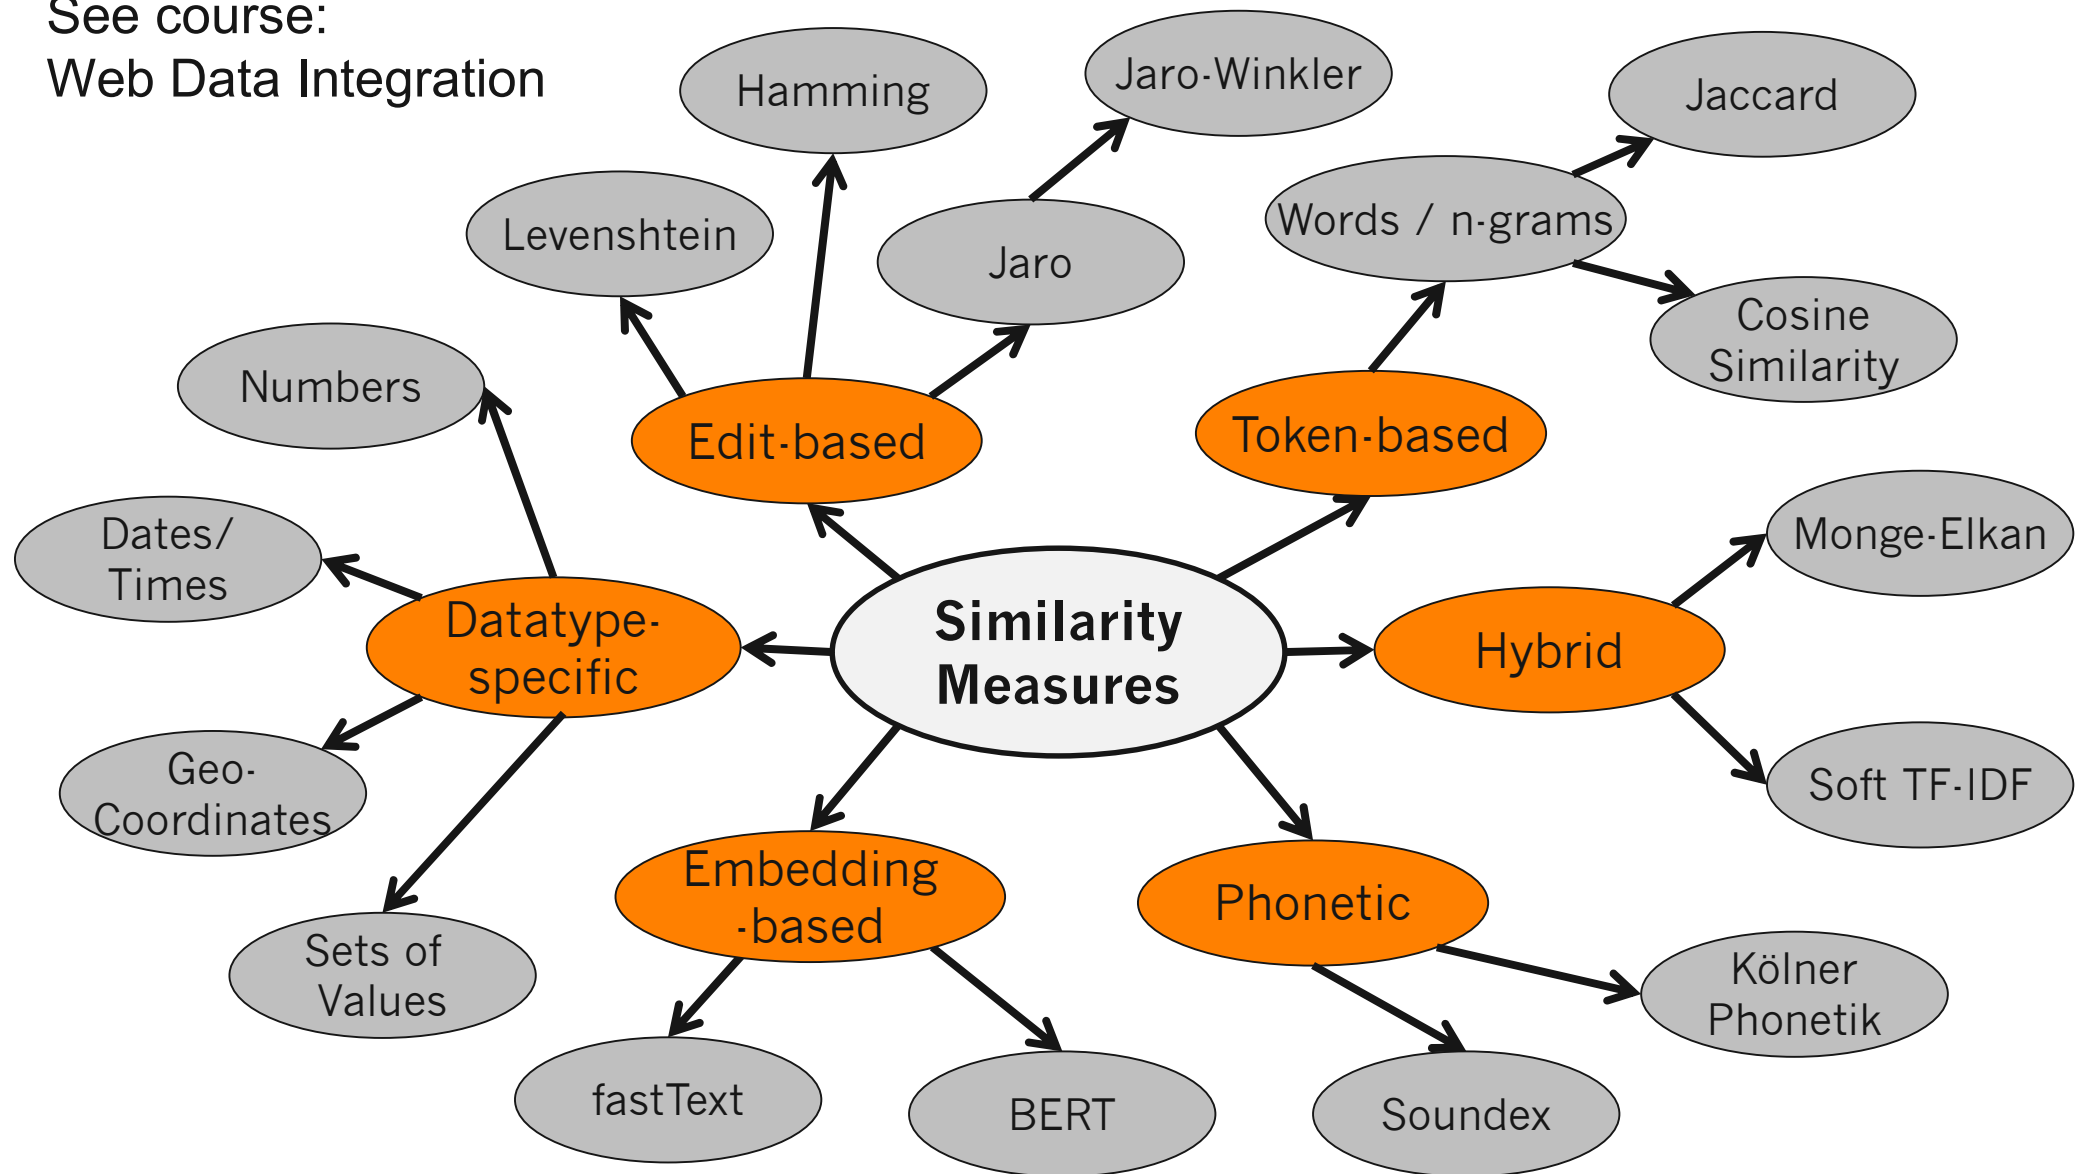 See course:
Web Data Integration
Hamming
Jaro-Winkler
Jaccard
Levenshtein
Jaro
Words / n-grams
Cosine
Similarity
Numbers
Edit-based
Token-based
Dates/
Times
Monge-Elkan
Datatype-
specific
Similarity
Measures
Hybrid
Geo-
Coordinates
Soft TF-IDF
Embedding
-based
Phonetic
Sets of
Values
Kölner
Phonetik
fastText
BERT
Soundex